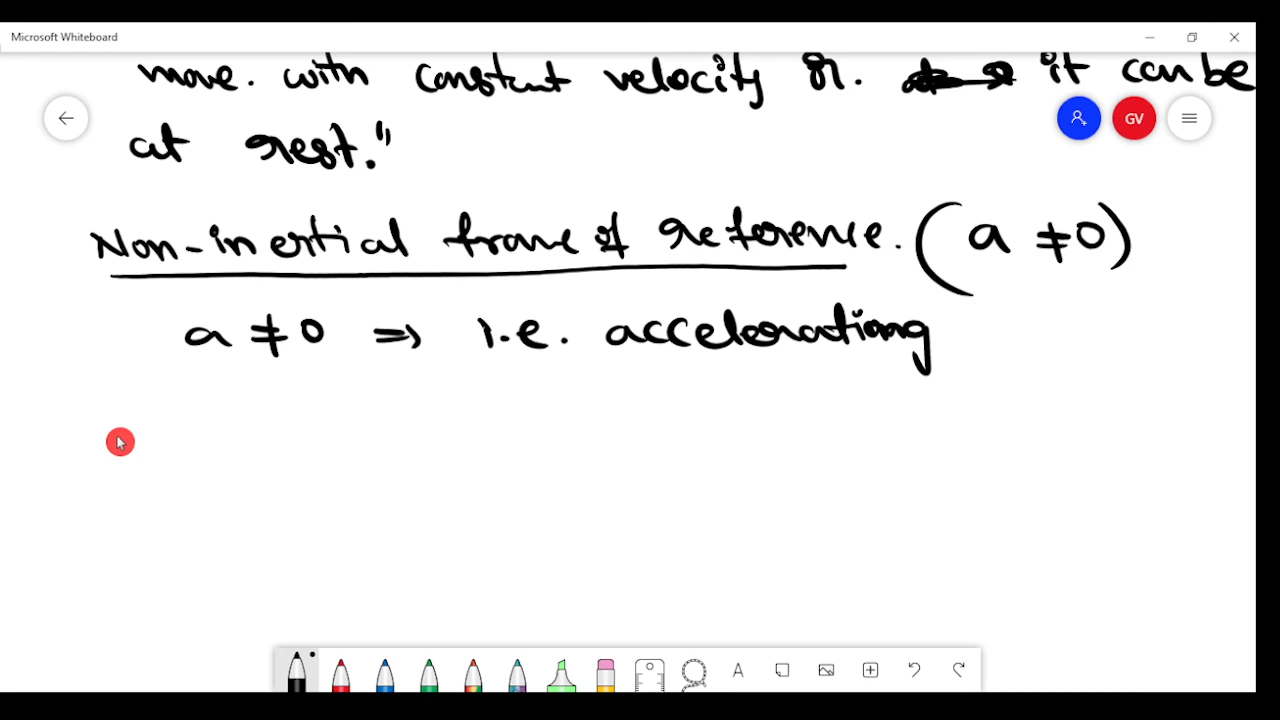 Microsoft Whiteboard
move. with constant velocity or. it can be
at rest."
GV
Non-inertial frame of reference. (a ≠ 0)
a ≠ 0 ⇒ i.e. accelerationg
A